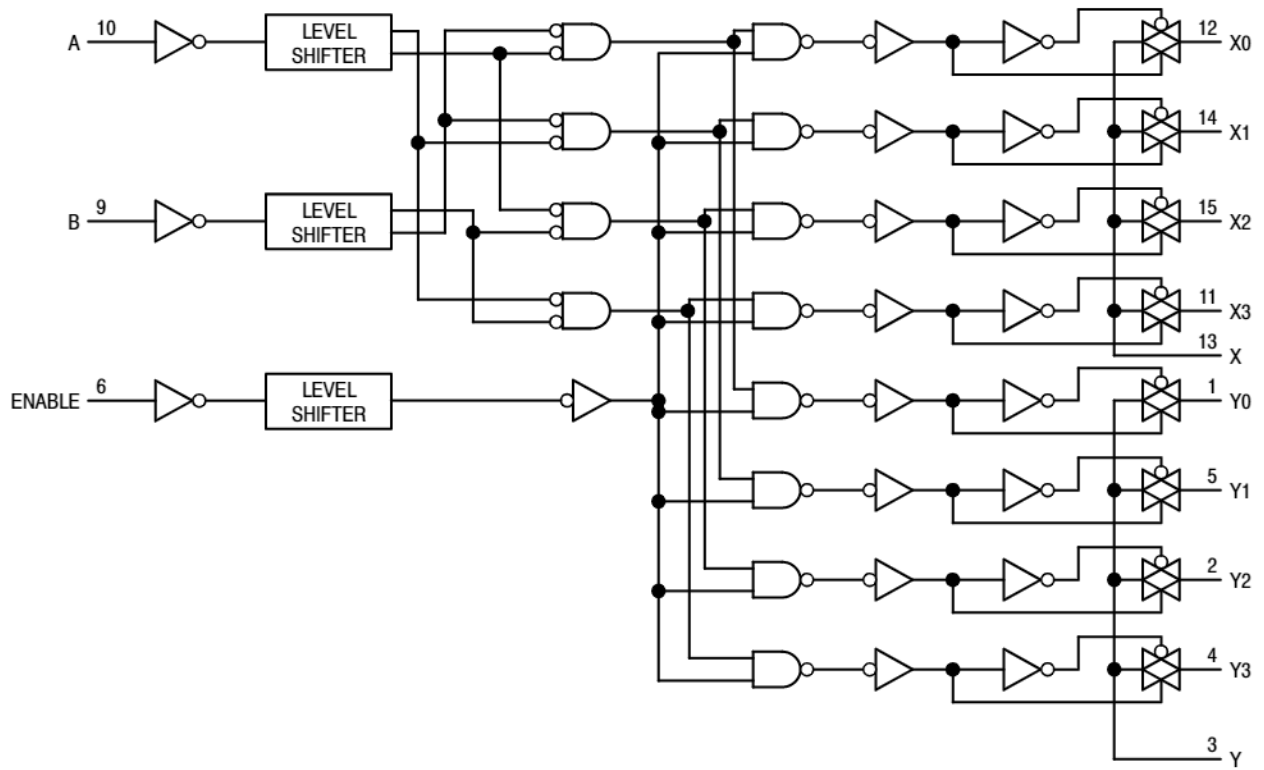 A 10
LEVEL
SHIFTER
12 X0
14 X1
B 9
LEVEL
SHIFTER
15 X2
11 X3
13 X
ENABLE 6
LEVEL
SHIFTER
1 Y0
5 Y1
2 Y2
4 Y3
3 Y